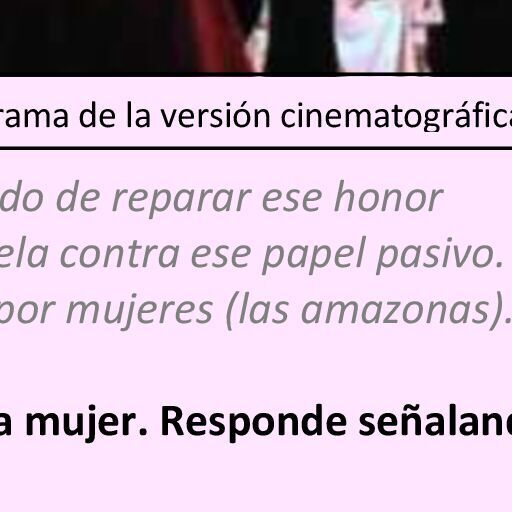 rama de la versión cinematográfica
do de reparar ese honor
ela contra ese papel pasivo.
por mujeres (las amazonas).
a mujer. Responde señaland